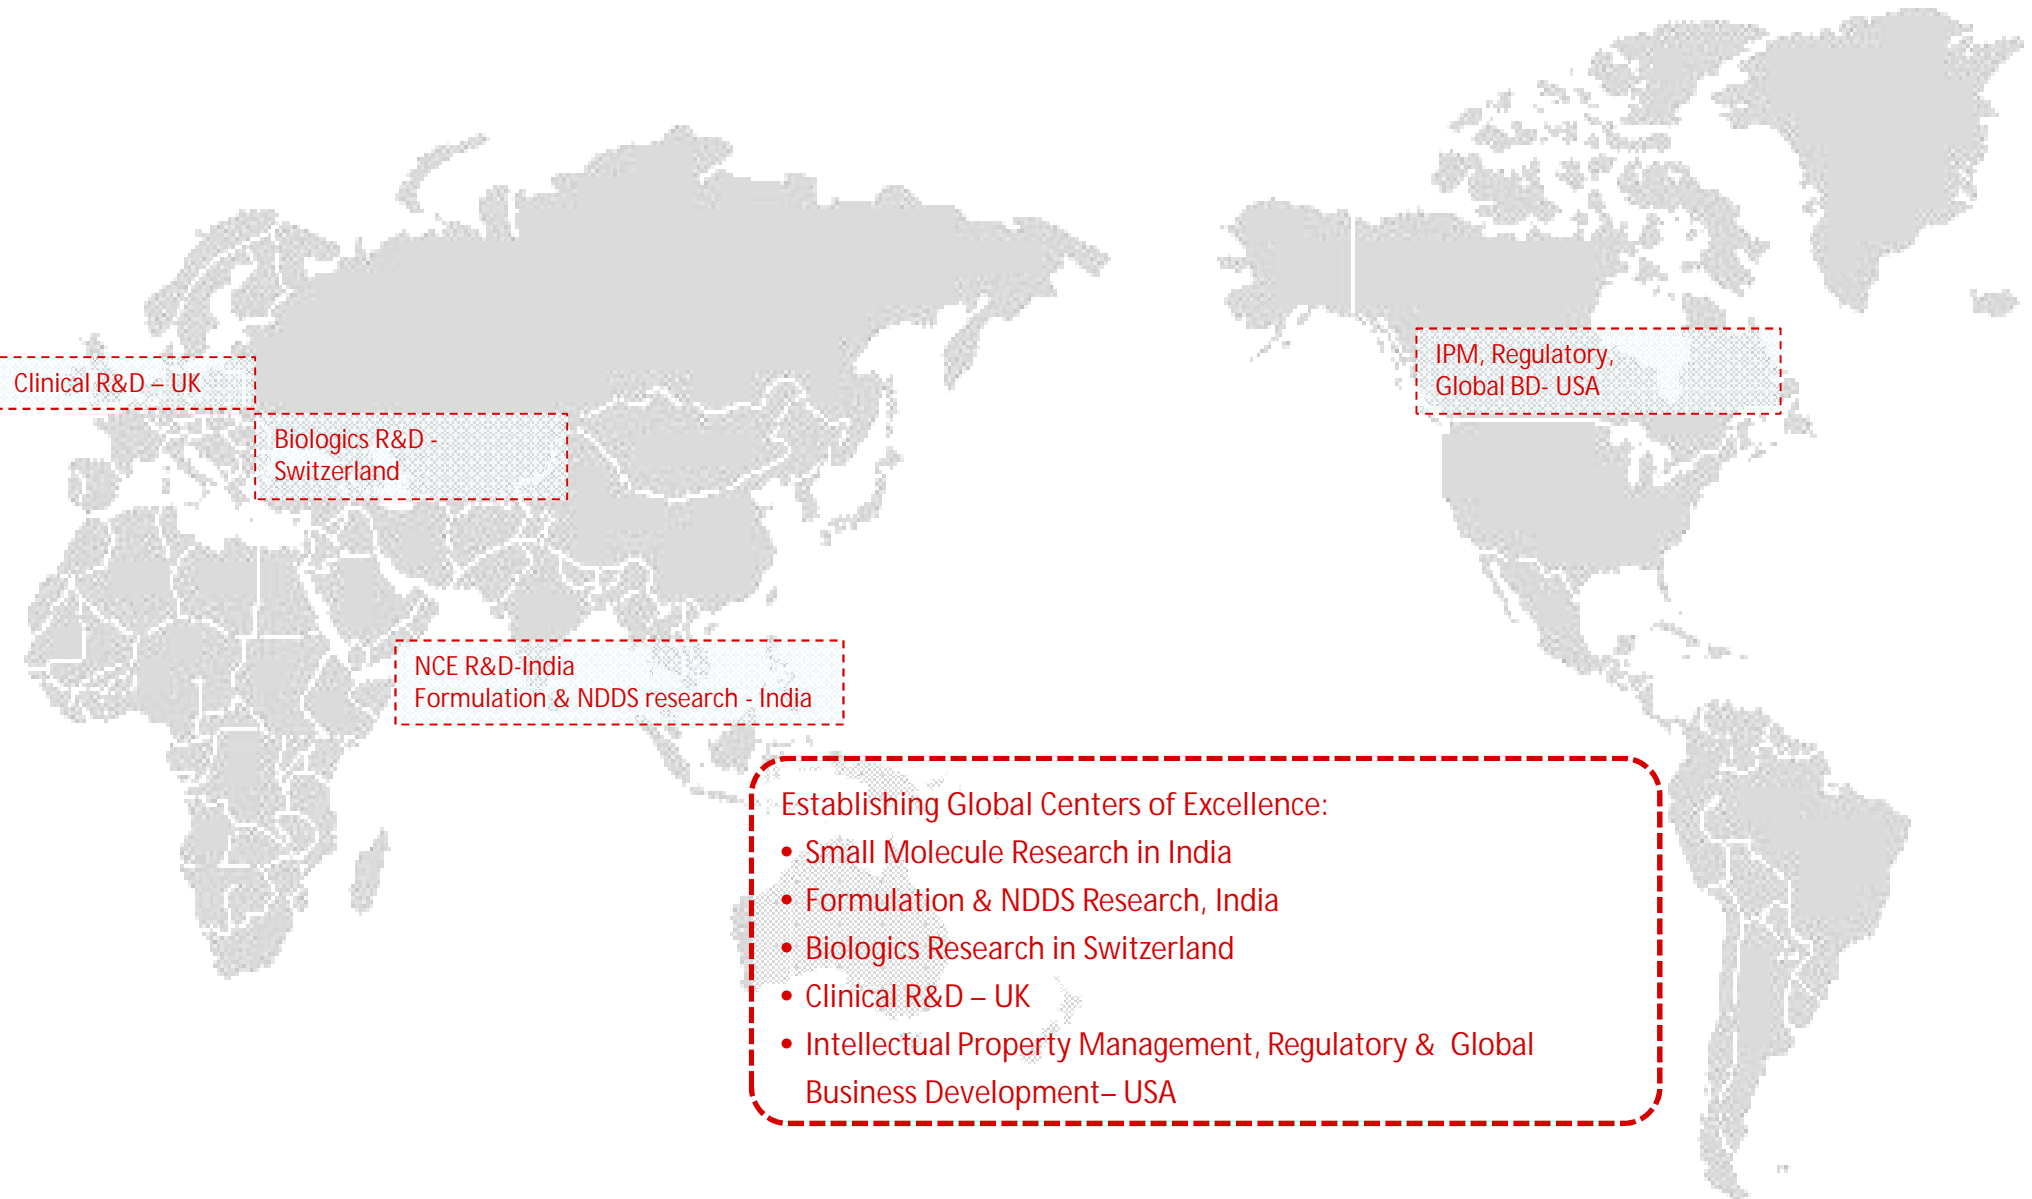 Clinical R&D – UK
Biologics R&D -
Switzerland
IPM, Regulatory,
Global BD- USA
NCE R&D-India
Formulation & NDDS research - India
Establishing Global Centers of Excellence:
• Small Molecule Research in India
• Formulation & NDDS Research, India
• Biologics Research in Switzerland
• Clinical R&D – UK
• Intellectual Property Management, Regulatory & Global
Business Development– USA